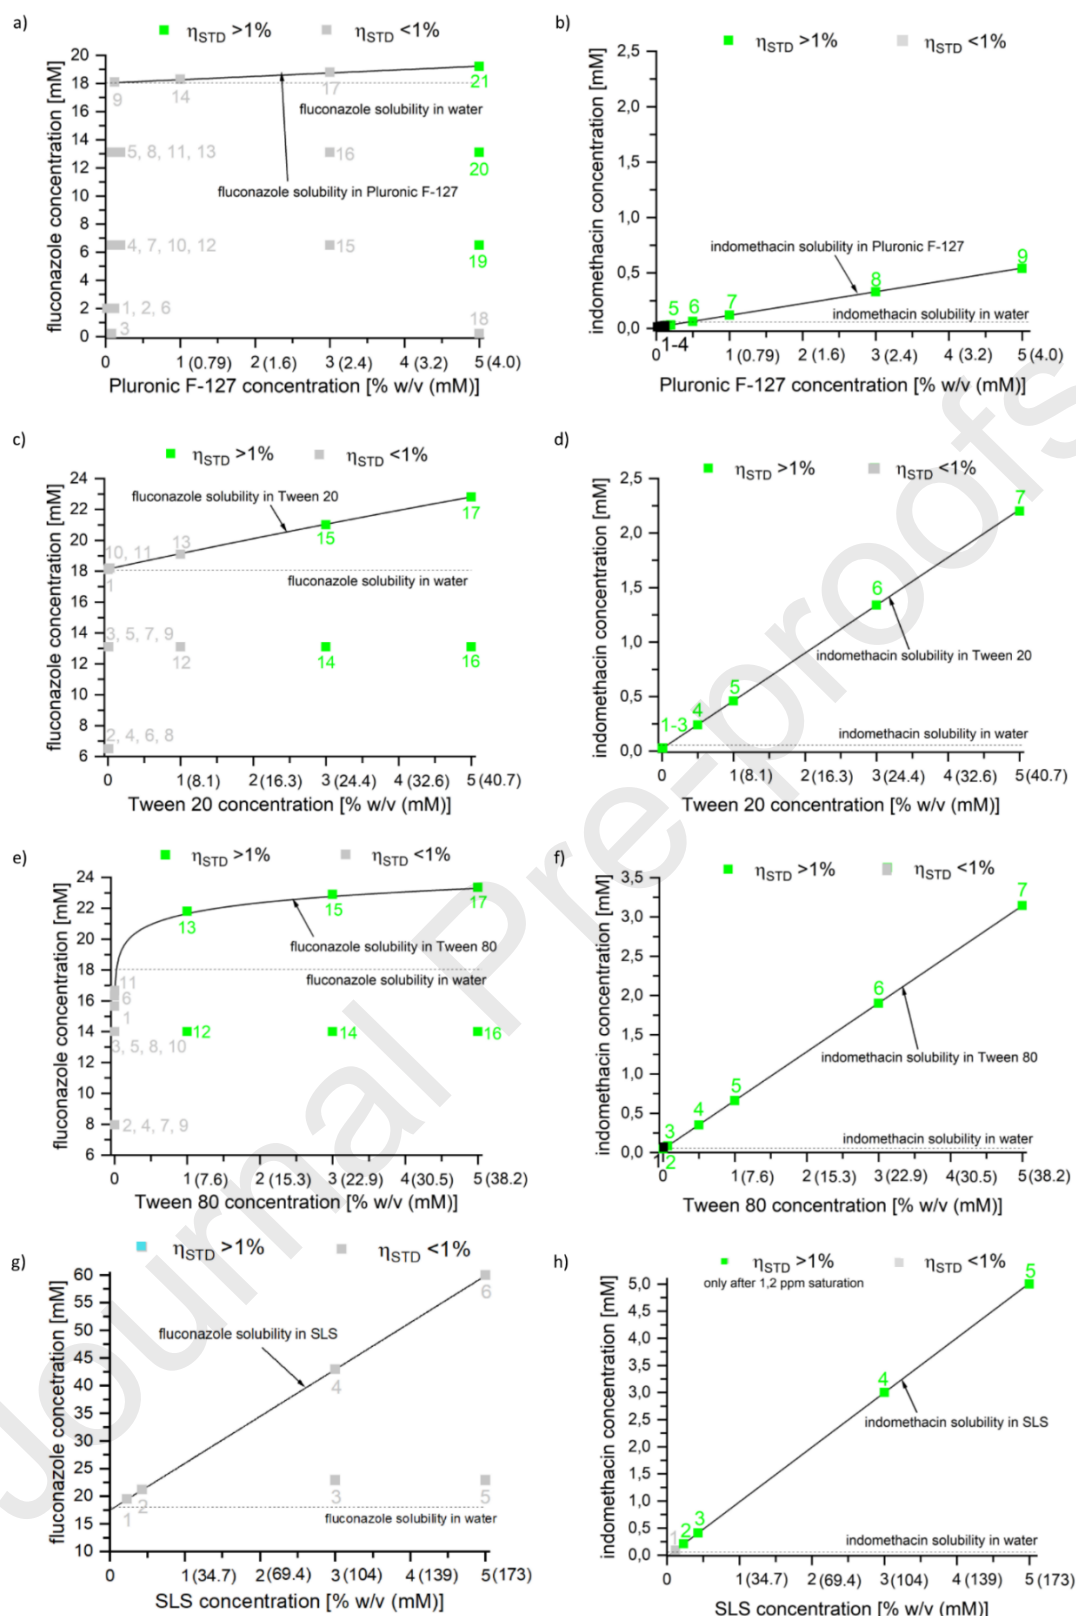 a)
η_STD >1% η_STD <1%
fluconazole concentration [mM]
20
18
16
14
12
10
8
6
4
2
0
9 14 17 21
fluconazole solubility in water
5, 8, 11, 13 16 20
fluconazole solubility in Pluronic F-127
4, 7, 10, 12 15 19
1, 2, 6
3 18
0 1(0.79) 2(1.6) 3(2.4) 4(3.2) 5(4.0)
Pluronic F-127 concentration [% w/v (mM)]
b)
η_STD >1% η_STD <1%
indomethacin concentration [mM]
2,5
2,0
1,5
1,0
0,5
0,0
indomethacin solubility in Pluronic F-127
5 6 7 8 9
indomethacin solubility in water
1-4
0 1(0.79) 2(1.6) 3(2.4) 4(3.2) 5(4.0)
Pluronic F-127 concentration [% w/v (mM)]
c)
η_STD >1% η_STD <1%
fluconazole concentration [mM]
24
22
20
18
16
14
12
10
8
6
fluconazole solubility in Tween 20
10, 11 13 15 17
1
fluconazole solubility in water
3, 5, 7, 9 12 14 16
2, 4, 6, 8
0 1(8.1) 2(16.3) 3(24.4) 4(32.6) 5(40.7)
Tween 20 concentration [% w/v (mM)]
d)
η_STD >1% η_STD <1%
indomethacin concentration [mM]
2,5
2,0
1,5
1,0
0,5
0,0
1-3 4 5 6 7
indomethacin solubility in Tween 20
indomethacin solubility in water
0 1(8.1) 2(16.3) 3(24.4) 4(32.6) 5(40.7)
Tween 20 concentration [% w/v (mM)]
e)
η_STD >1% η_STD <1%
fluconazole concentration [mM]
24
22
20
18
16
14
12
10
8
6
13 15 17
fluconazole solubility in Tween 80
fluconazole solubility in water
11
6
1
12 14 16
3, 5, 8, 10
2, 4, 7, 9
0 1(7.6) 2(15.3) 3(22.9) 4(30.5) 5(38.2)
Tween 80 concentration [% w/v (mM)]
f)
η_STD >1% η_STD <1%
indomethacin concentration [mM]
3,5
3,0
2,5
2,0
1,5
1,0
0,5
0,0
3 4 5 6 7
2
indomethacin solubility in Tween 80
indomethacin solubility in water
0 1(7.6) 2(15.3) 3(22.9) 4(30.5) 5(38.2)
Tween 80 concentration [% w/v (mM)]
g)
η_STD >1% η_STD <1%
fluconazole concetration [mM]
60
55
50
45
40
35
30
25
20
15
10
fluconazole solubility in SLS
1 2 4 6
3 5
fluconazole solubility in water
0 1(34.7) 2(69.4) 3(104) 4(139) 5(173)
SLS concentration [% w/v (mM)]
h)
η_STD >1% η_STD <1%
only after 1,2 ppm saturation
indomethacin concentration [mM]
5,0
4,5
4,0
3,5
3,0
2,5
2,0
1,5
1,0
0,5
0,0
1 2 3 4 5
indomethacin solubility in SLS
indomethacin solubility in water
0 1(34.7) 2(69.4) 3(104) 4(139) 5(173)
SLS concentration [% w/v (mM)]
Journal Pre-proofs